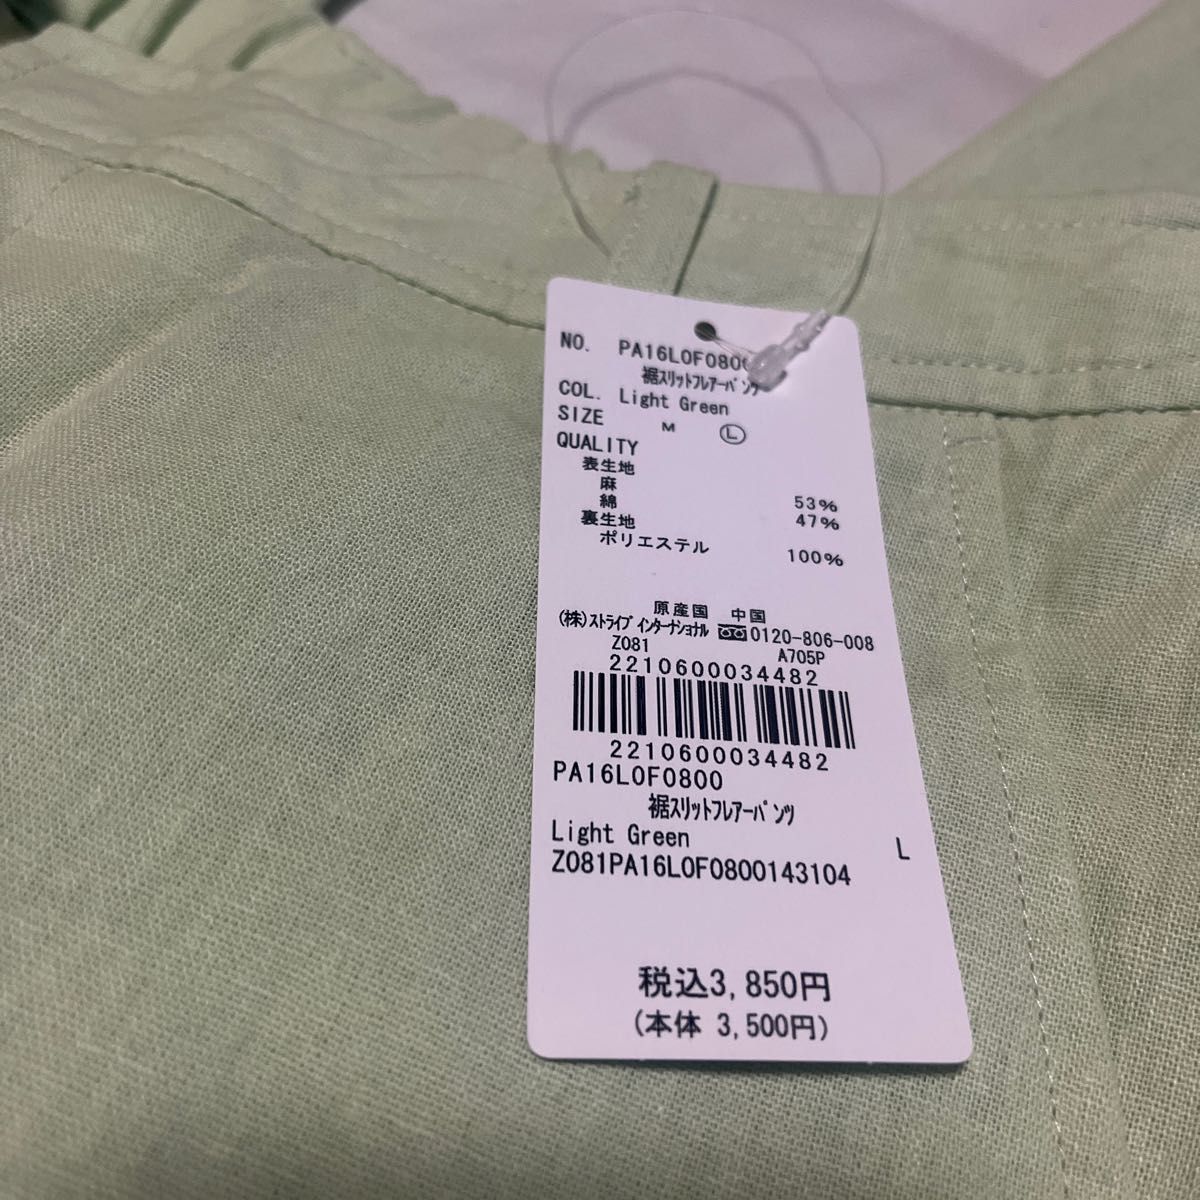 NO. PA16L0F0800
裾スリットフレアーパンツ
COL. Light Green
SIZE M Ⓛ
QUALITY
表生地
麻 53%
綿 47%
裏生地
ポリエステル 100%
原産国 中国
(株)ストライプインターナショナル 0120-806-008
Z081 A705P
2210600034482
2210600034482
PA16L0F0800
裾スリットフレアーパンツ
Light Green L
Z081PA16L0F0800143104
税込3,850円
(本体 3,500円)